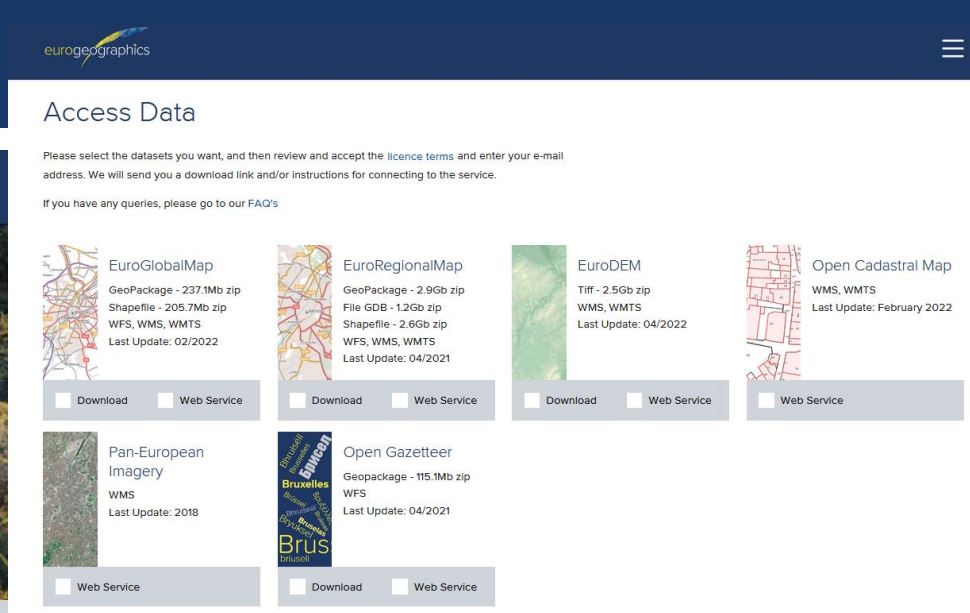 eurogeographics
Access Data
Please select the datasets you want, and then review and accept the licence terms and enter your e-mail
address. We will send you a download link and/or instructions for connecting to the service.
If you have any queries, please go to our FAQ's
EuroGlobalMap
GeoPackage - 237.1Mb zip
Shapefile - 205.7Mb zip
WFS, WMS, WMTS
Last Update: 02/2022
Download Web Service
EuroRegionalMap
GeoPackage - 2.9Gb zip
File GDB - 1.2Gb zip
Shapefile - 2.6Gb zip
WFS, WMS, WMTS
Last Update: 04/2021
Download Web Service
EuroDEM
Tiff - 2.5Gb zip
WMS, WMTS
Last Update: 04/2022
Download Web Service
Open Cadastral Map
WMS, WMTS
Last Update: February 2022
Web Service
Pan-European
Imagery
WMS
Last Update: 2018
Web Service
Bhruiséil
Brussels
Брисел
Bruxelles
Bruselas
Bryuksel
Brus
briuseli
Open Gazetteer
Geopackage - 115.1Mb zip
WFS
Last Update: 04/2021
Download Web Service